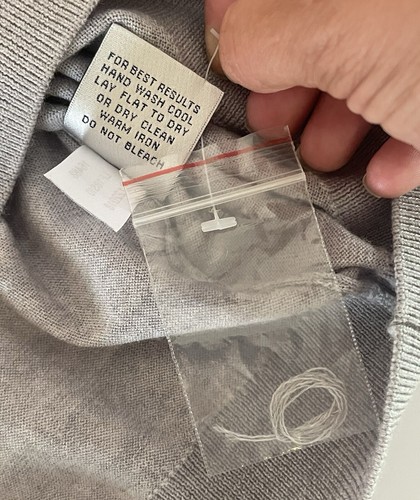 FOR BEST RESULTS
HAND WASH COOL
LAY FLAT TO DRY
OR DRY CLEAN
WARM IRON
DO NOT BLEACH